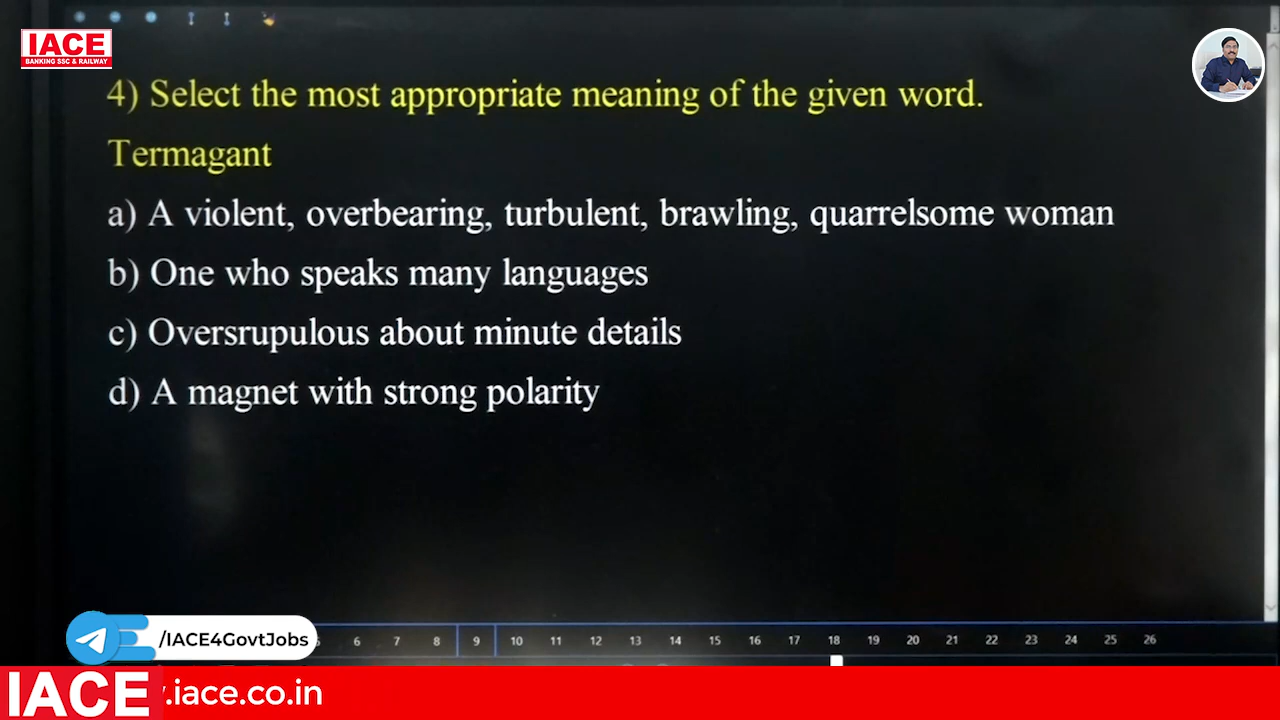 IACE
BANKING SSC & RAILWAY
4) Select the most appropriate meaning of the given word.
Termagant
a) A violent, overbearing, turbulent, brawling, quarrelsome woman
b) One who speaks many languages
c) Oversrupulous about minute details
d) A magnet with strong polarity
/IACE4GovtJobs
6 7 8 9 10 11 12 13 14 15 16 17 18 19 20 21 22 23 24 25 26
IACE .iace.co.in